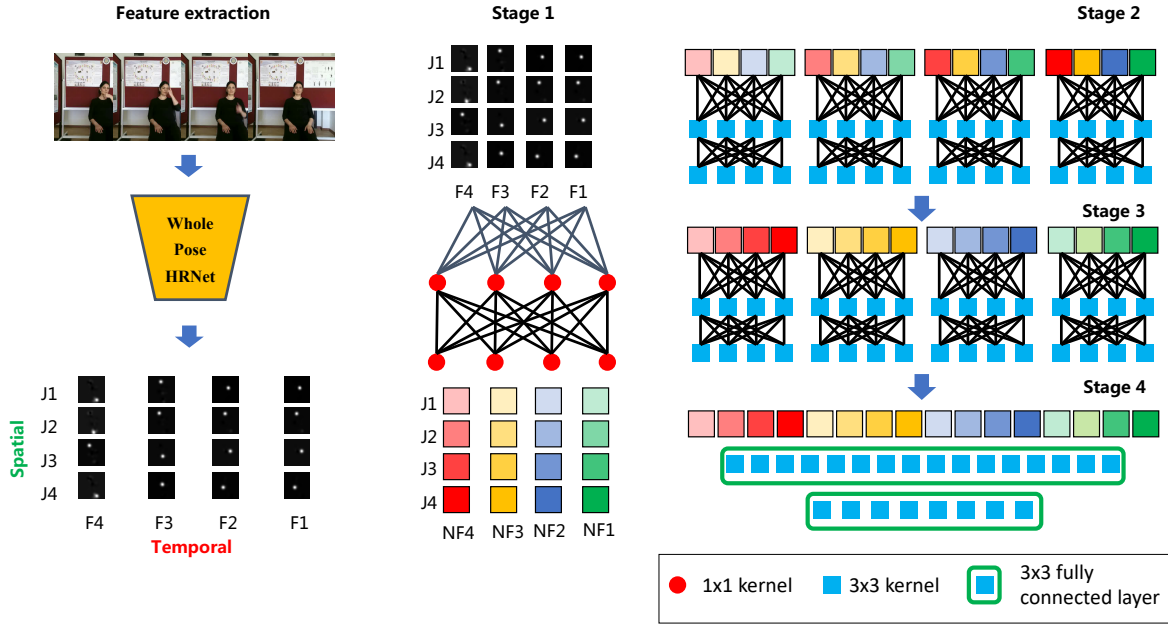 Feature extraction
Whole
Pose
HRNet
J1
J2
J3
J4
Spatial
F4 F3 F2 F1
Temporal
Stage 1
J1
J2
J3
J4
F4 F3 F2 F1
J1
J2
J3
J4
NF4 NF3 NF2 NF1
Stage 2
Stage 3
Stage 4
1x1 kernel
3x3 kernel
3x3 fully
connected layer